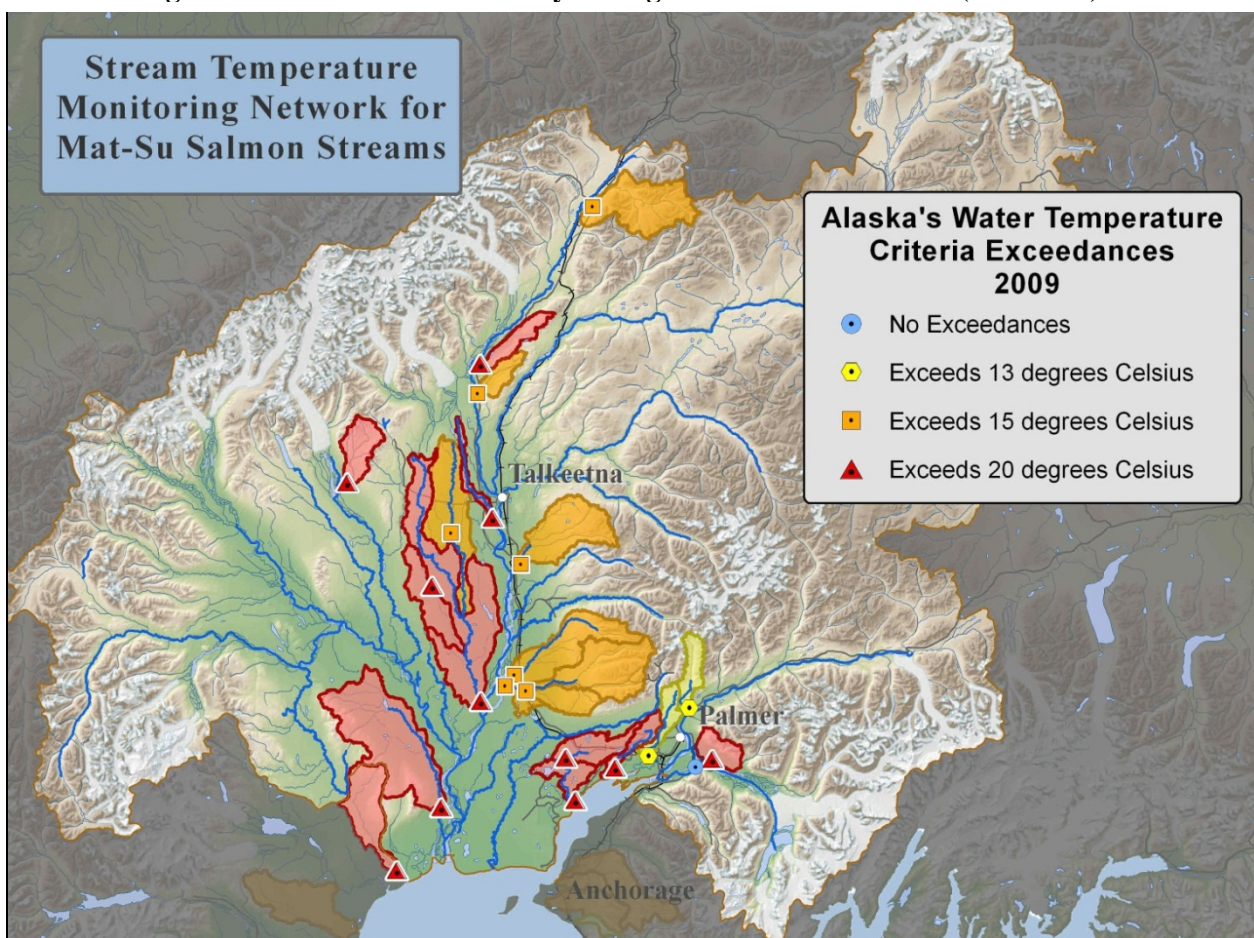 Stream Temperature
Monitoring Network for
Mat-Su Salmon Streams
Alaska's Water Temperature
Criteria Exceedances
2009
No Exceedances
Exceeds 13 degrees Celsius
Exceeds 15 degrees Celsius
Exceeds 20 degrees Celsius
Talkeetna
Palmer
Anchorage